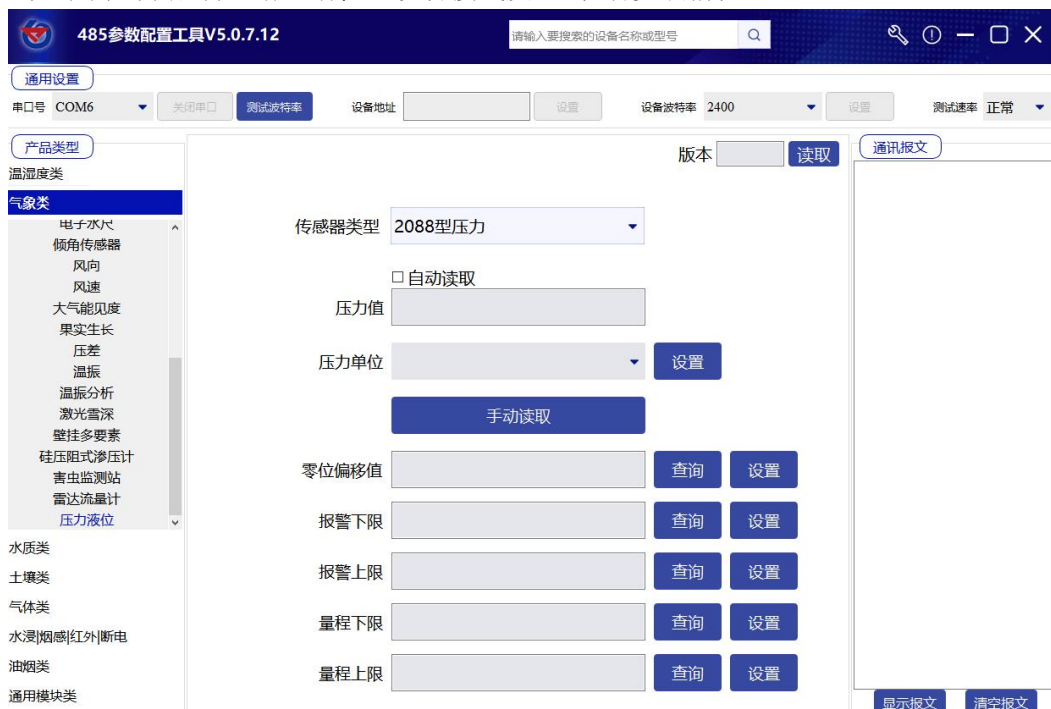 485参数配置工具V5.0.7.12
请输入要搜索的设备名称或型号
通用设置
串口号 COM6 关闭串口 测试波特率 设备地址 设置 设备波特率 2400 设置 测试速率 正常
产品类型
温湿度类
气象类
电子水尺
倾角传感器
风向
风速
大气能见度
果实生长
压差
温振
温振分析
激光雪深
壁挂多要素
硅压阻式渗压计
害虫监测站
雷达流量计
压力液位
水质类
土壤类
气体类
水浸|烟感|红外|断电
油烟类
通用模块类
版本 读取
传感器类型 2088型压力
自动读取
压力值
压力单位 设置
手动读取
零位偏移值 查询 设置
报警下限 查询 设置
报警上限 查询 设置
量程下限 查询 设置
量程上限 查询 设置
通讯报文
显示报文 清空报文